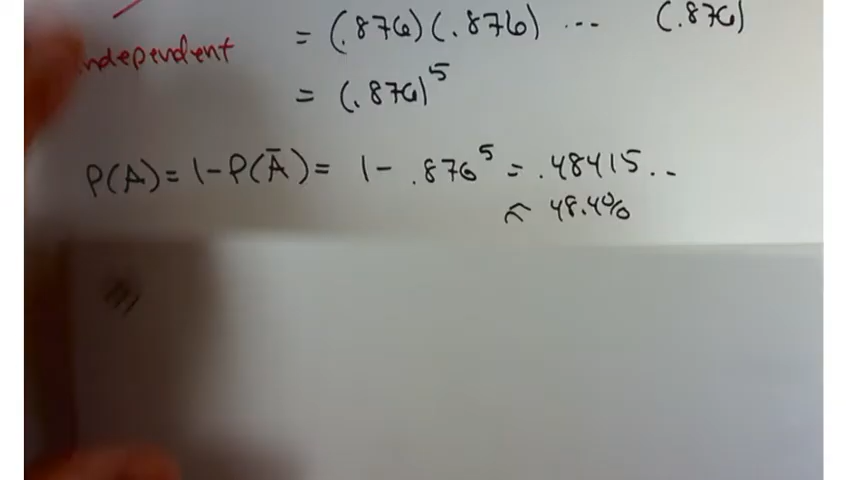 = (.876)(.876) ... (.876)
independent
= (.876)^5
P(A) = 1 - P(Ā) = 1 - .876^5 = .48415..
≈ 48.4%